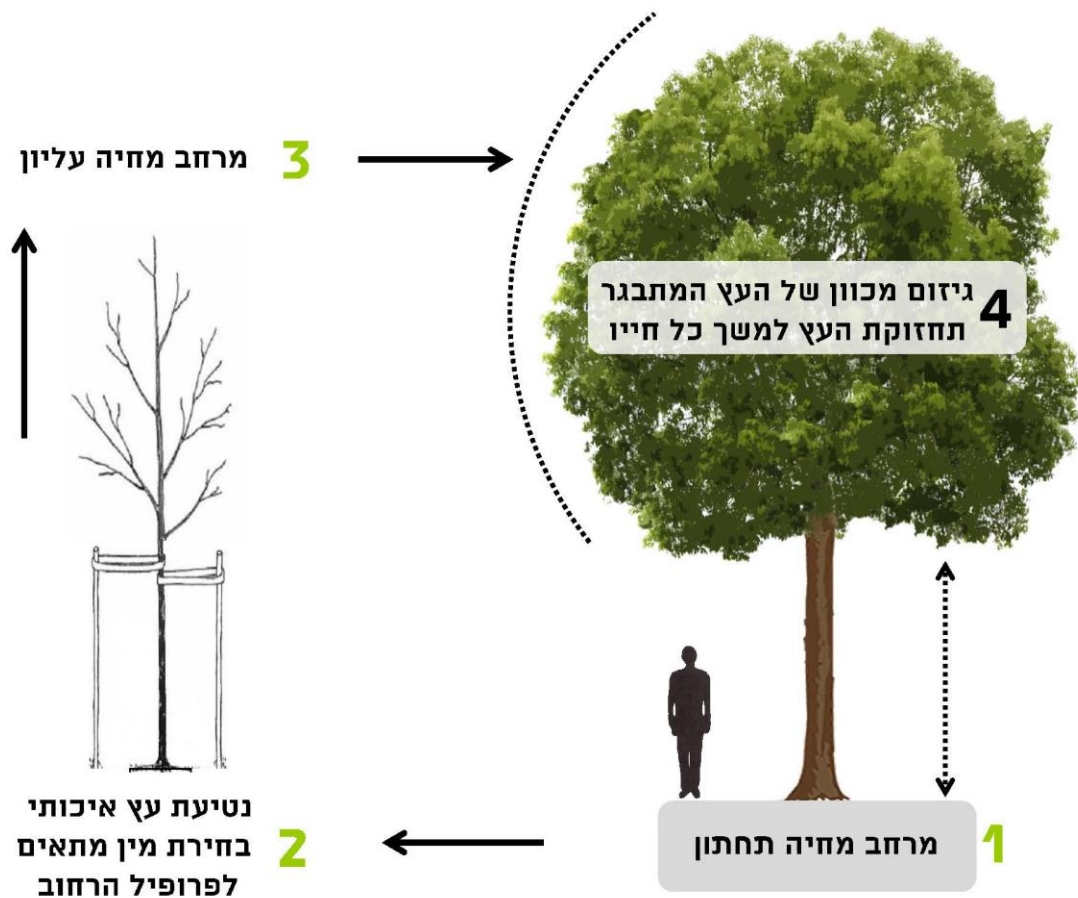 3 מרחב מחיה עליון
4 גיזום מכוון של העץ המתבגר
תחזוקת העץ למשך כל חייו
1 מרחב מחיה תחתון
2
נטיעת עץ איכותי
בחירת מין מתאים
לפרופיל הרחוב